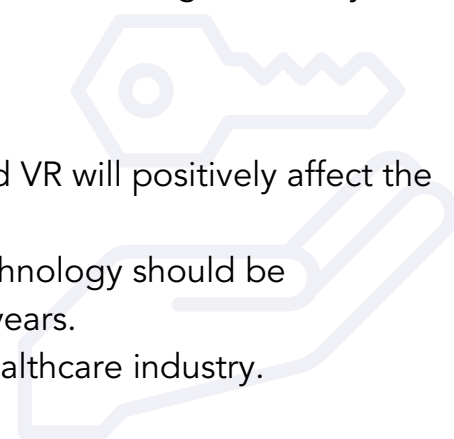 d VR will positively affect the
hnology should be
years.
althcare industry.